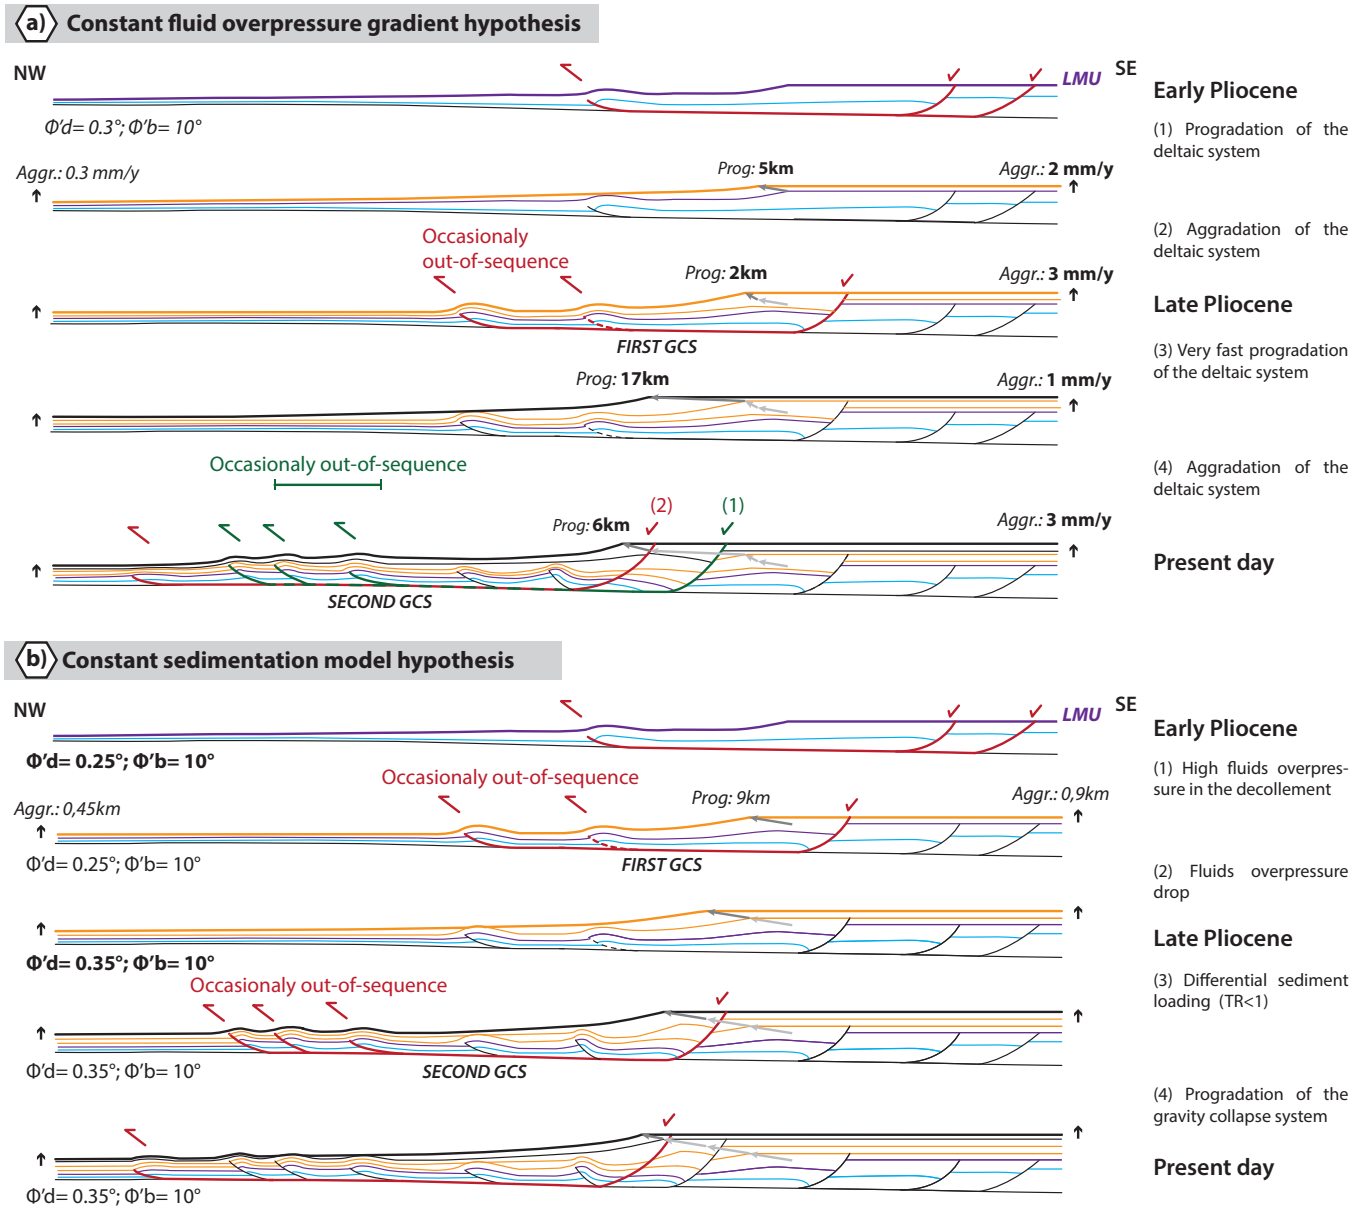 a) Constant fluid overpressure gradient hypothesis
NW
LMU
SE
Φ'd= 0.3°; Φ'b= 10°
Early Pliocene
(1) Progradation of the
deltaic system
Aggr.: 0.3 mm/y
Prog: 5km
Aggr.: 2 mm/y
(2) Aggradation of the
deltaic system
Occasionaly
out-of-sequence
Prog: 2km
Aggr.: 3 mm/y
FIRST GCS
Late Pliocene
(3) Very fast progradation
of the deltaic system
Prog: 17km
Aggr.: 1 mm/y
Occasionaly out-of-sequence
(4) Aggradation of the
deltaic system
(2)
(1)
Prog: 6km
Aggr.: 3 mm/y
SECOND GCS
Present day
b) Constant sedimentation model hypothesis
NW
LMU
SE
Φ'd= 0.25°; Φ'b= 10°
Early Pliocene
(1) High fluids overpres-
sure in the decollement
Occasionaly out-of-sequence
Aggr.: 0,45km
Prog: 9km
Aggr.: 0,9km
Φ'd= 0.25°; Φ'b= 10°
FIRST GCS
(2) Fluids overpressure
drop
Late Pliocene
Φ'd= 0.35°; Φ'b= 10°
(3) Differential sediment
loading (TR<1)
Occasionaly out-of-sequence
Φ'd= 0.35°; Φ'b= 10°
SECOND GCS
(4) Progradation of the
gravity collapse system
Present day
Φ'd= 0.35°; Φ'b= 10°